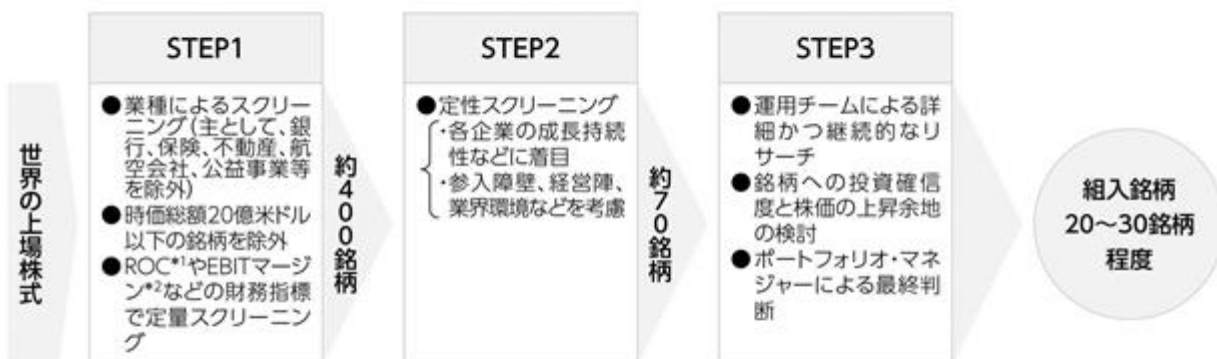 世界の上場株式
STEP1
●業種によるスクリー
ニング(主として、銀
行、保険、不動産、航
空会社、公益事業等
を除外)
●時価総額20億米ドル
以下の銘柄を除外
●ROC*1やEBITマージ
ン*2などの財務指標
で定量スクリーニン
グ
約400銘柄
STEP2
●定性スクリーニング
・各企業の成長持続
性などに着目
・参入障壁、経営陣、
業界環境などを考慮
約70銘柄
STEP3
●運用チームによる詳
細かつ継続的なリ
サーチ
●銘柄への投資確信
度と株価の上昇余地
の検討
●ポートフォリオ・マネ
ジャーによる最終判
断
組入銘柄
20～30銘柄
程度